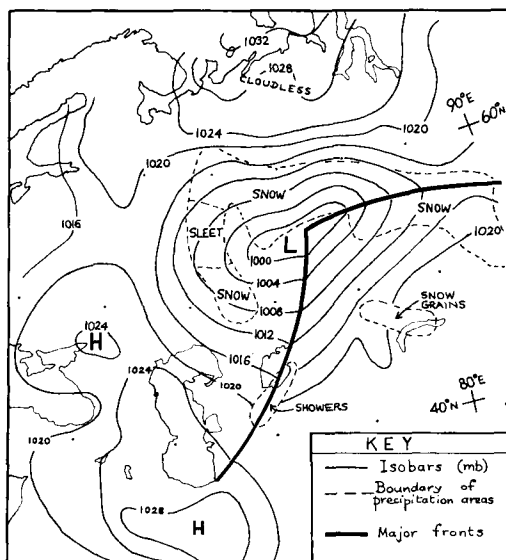 1032
1028
CLOUDLESS
1024
1020
90°E
60°N
1020
1016
SNOW
SNOW
SLEET
L
1000
1020
1004
SNOW
1008
SNOW GRAINS
1024
H
1012
1016
1024
1020
80°E
40°N
SHOWERS
1020
1028
H
KEY
Isobars (mb)
Boundary of
precipitation areas
Major fronts